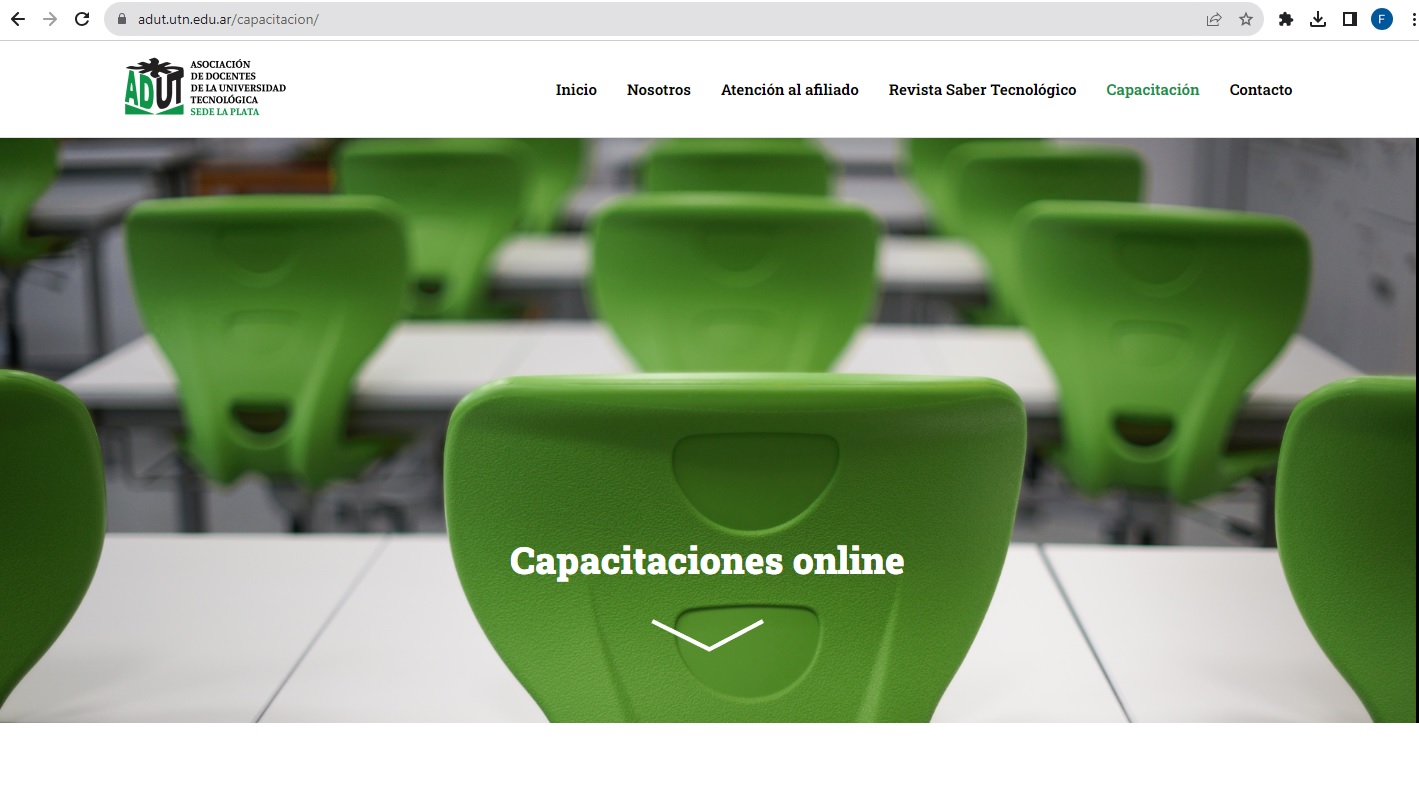 adut.utn.edu.ar/capacitacion/
F
ADUT
ASOCIACIÓN
DE DOCENTES
DE LA UNIVERSIDAD
TECNOLÓGICA
SEDE LA PLATA
Inicio Nosotros Atención al afiliado Revista Saber Tecnológico Capacitación Contacto
Capacitaciones online